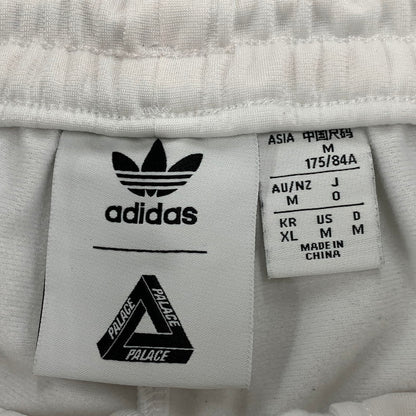 adidas
PALACE
PALACE
PALACE
ASIA 中国尺码
M
175/84A
AU/NZ J
M O
KR US D
XL M M
MADE IN
CHINA